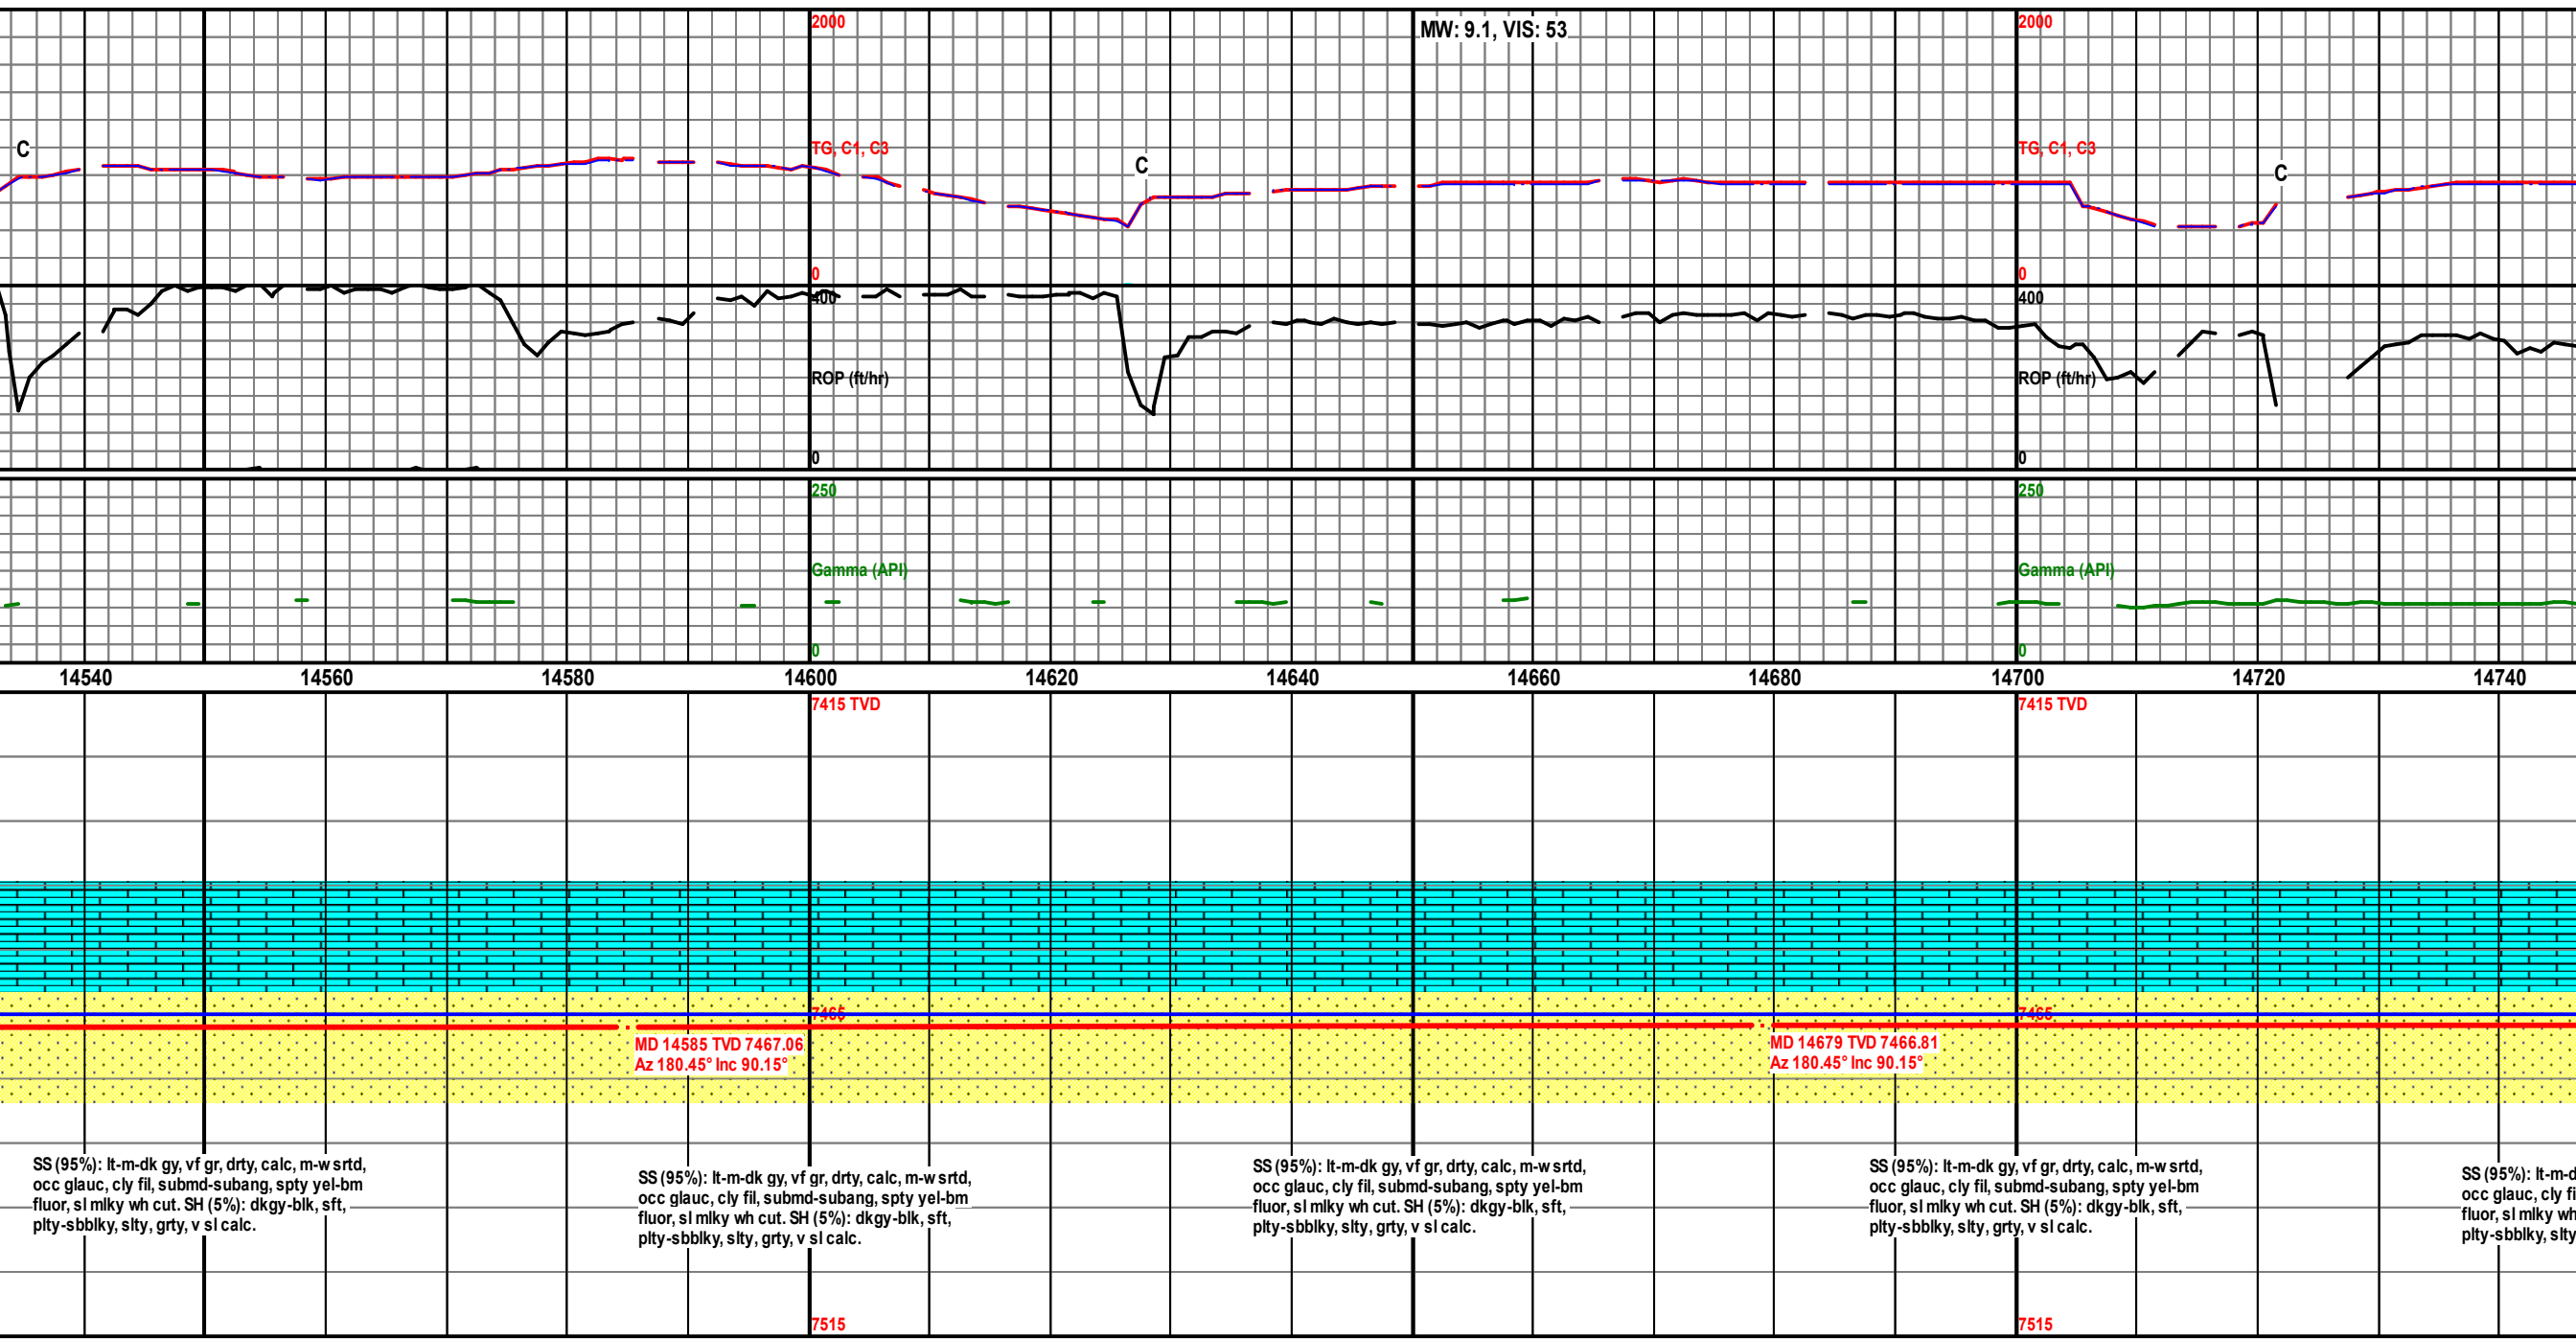 2000
2000
MW: 9.1, VIS: 53
C
TG, C1, C3
C
TG, C1, C3
C
0
0
400
400
ROP (ft/hr)
ROP (ft/hr)
0
0
250
250
Gamma (API)
Gamma (API)
0
0
14540 14560 14580 14600 14620 14640 14660 14680 14700 14720 14740
7415 TVD
7415 TVD
7465
7465
MD 14585 TVD 7467.06
Az 180.45° Inc 90.15°
MD 14679 TVD 7466.81
Az 180.45° Inc 90.15°
SS (95%): lt-m-dk gy, vf gr, drty, calc, m-w srtd,
occ glauc, cly fil, submd-subang, spty yel-bm
fluor, sl mlky wh cut. SH (5%): dkgy-blk, sft,
plty-sbblky, slty, grty, v sl calc.
SS (95%): lt-m-dk gy, vf gr, drty, calc, m-w srtd,
occ glauc, cly fil, submd-subang, spty yel-bm
fluor, sl mlky wh cut. SH (5%): dkgy-blk, sft,
plty-sbblky, slty, grty, v sl calc.
SS (95%): lt-m-dk gy, vf gr, drty, calc, m-w srtd,
occ glauc, cly fil, submd-subang, spty yel-bm
fluor, sl mlky wh cut. SH (5%): dkgy-blk, sft,
plty-sbblky, slty, grty, v sl calc.
SS (95%): lt-m-dk gy, vf gr, drty, calc, m-w srtd,
occ glauc, cly fil, submd-subang, spty yel-bm
fluor, sl mlky wh cut. SH (5%): dkgy-blk, sft,
plty-sbblky, slty, grty, v sl calc.
SS (95%): lt-m-d
occ glauc, cly fi
fluor, sl mlky wh
plty-sbblky, slty
7515
7515